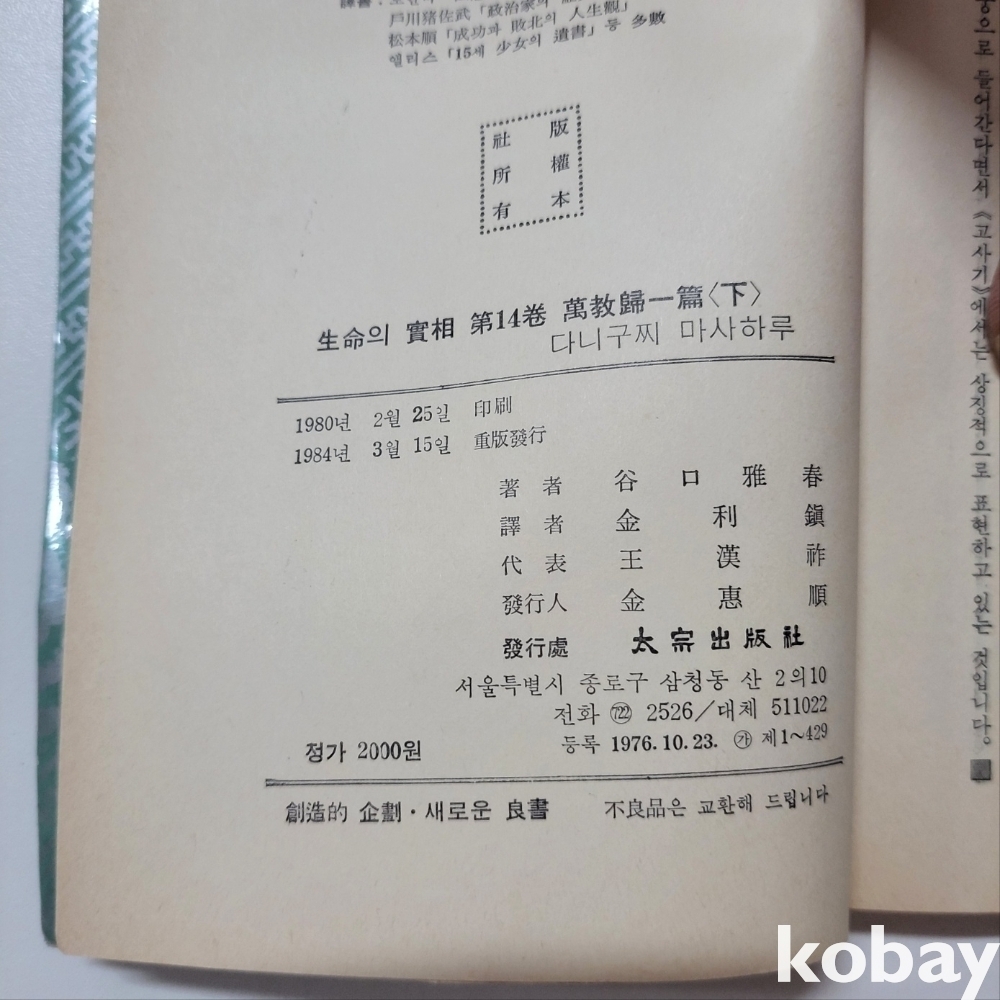 戶川猪佐武「政治家의
松本順「成功과 敗北의 人生觀」
앨리스「15세 少女의 遺書」등 多數
版權本
社所有
生命의 實相 第14卷 萬敎歸一篇〈下〉
다니구찌 마사하루
1980년 2월 25일 印刷
1984년 3월 15일 重版發行
著者 谷口雅春
譯者 金利鎭
代表 王漢祚
發行人 金惠順
發行處 太宗出版社
서울특별시 종로구 삼청동 산 2의10
전화 ㉒ 2526/대체 511022
등록 1976.10.23. ㉮ 제1~429
정가 2000원
創造的 企劃·새로운 良書 不良品은 교환해 드립니다
으로 들어간다면서 《고사기》에서는 상징적으로 표현하고 있는 것입니다.
kobay